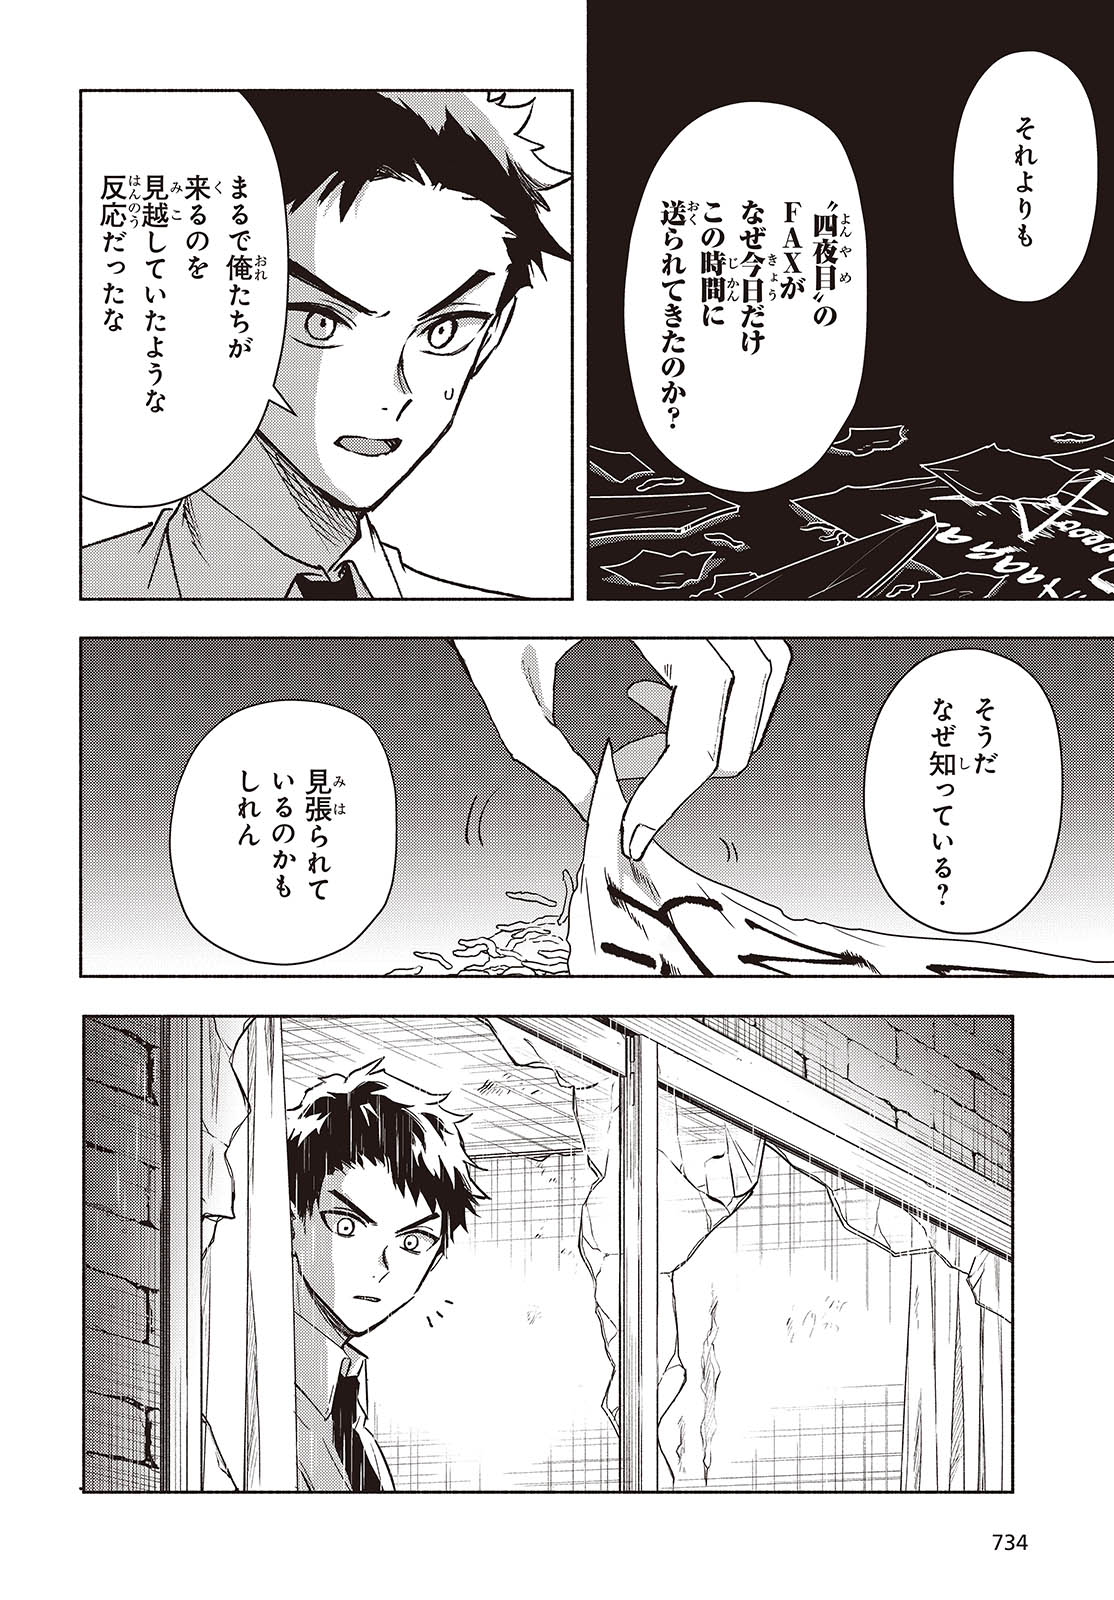 それよりも
〝四夜目〟の
FAXが
なぜ今日だけ
この時間に
送られてきたのか?
まるで俺たちが
来るのを
見越していたような
反応だったな
そうだ
なぜ知っている?
見張られて
いるのかも
しれん
734